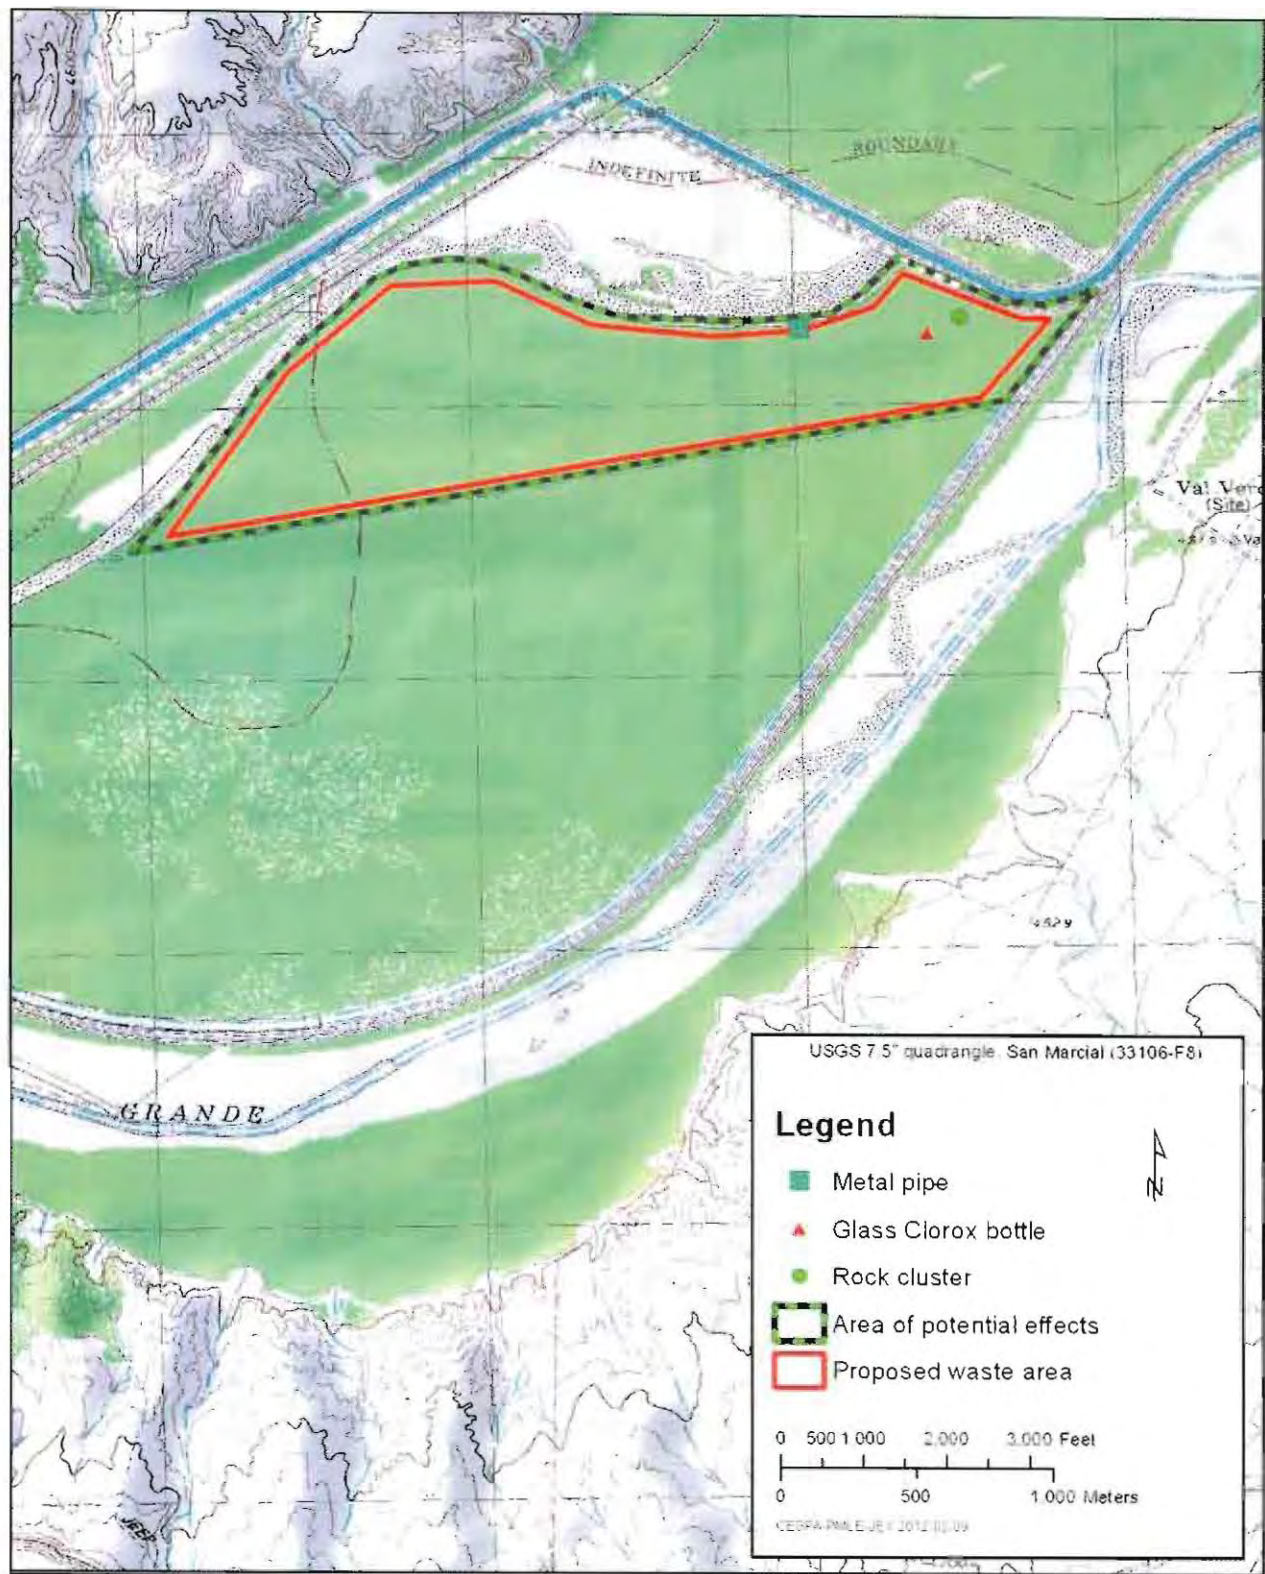 BOUNDARY
INDEFINITE
Val Ver
(Site)
4529
GRANDE
JEEP
USGS 7.5" quadrangle. San Marcial (33106-F8)
Legend
Metal pipe
Glass Clorox bottle
Rock cluster
Area of potential effects
Proposed waste area
0 500 1 000 2.000 3.000 Feet
0 500 1 000 Meters